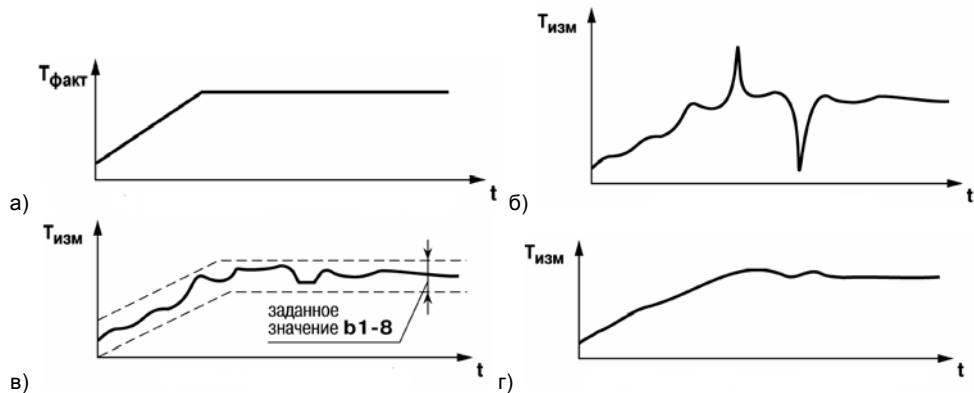 Tфакт
t
а)
Tизм
t
б)
Tизм
заданное
значение b1-8
t
в)
Tизм
t
г)